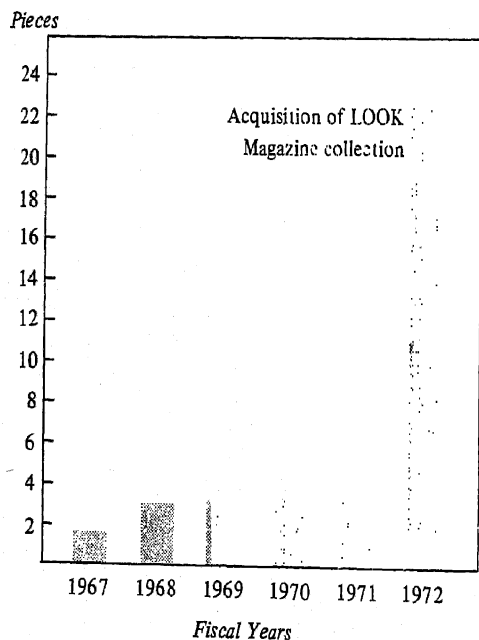 Pieces
24
22
Acquisition of LOOK
20
Magazine collection
18
16
14
12
10
8
6
4
2
1967 1968 1969 1970 1971 1972
Fiscal Years